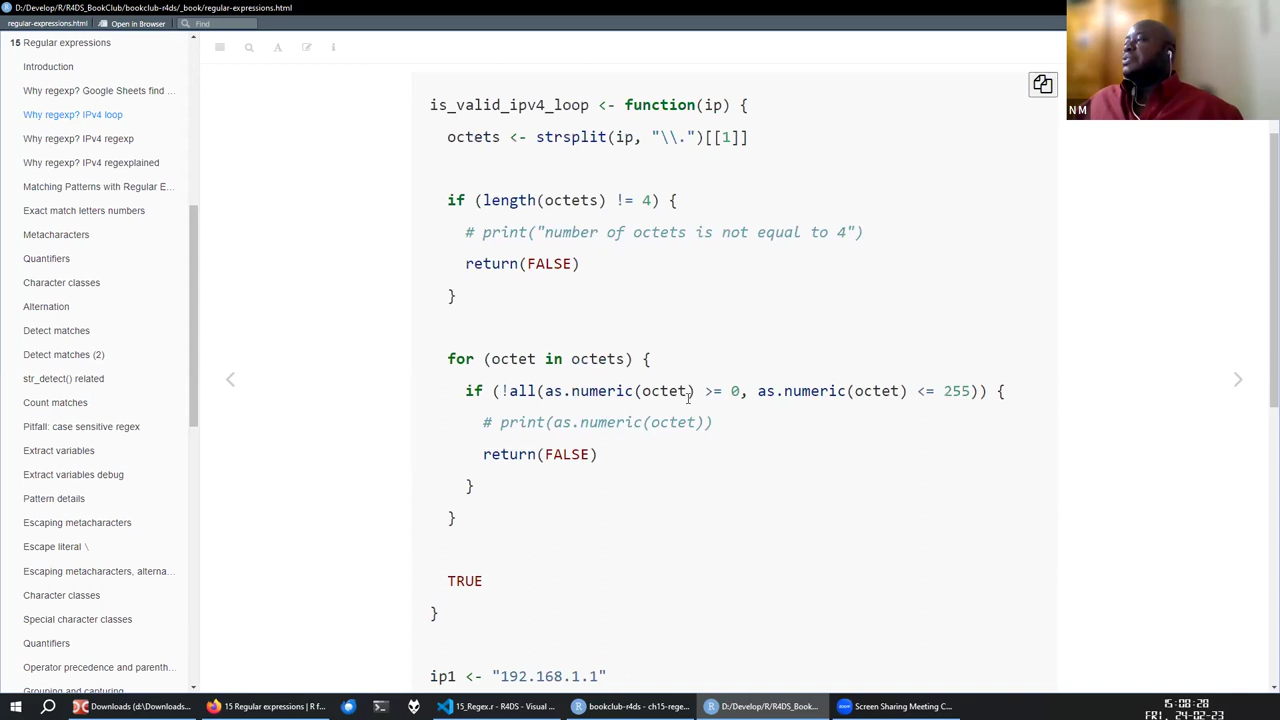 D:/Develop/R/R4DS_BookClub/bookclub-r4ds/_book/regular-expressions.html
regular-expressions.html
Open in Browser
Find
15 Regular expressions
Introduction
Why regexp? Google Sheets find ...
Why regexp? IPv4 loop
Why regexp? IPv4 regexp
Why regexp? IPv4 regexplained
Matching Patterns with Regular E...
Exact match letters numbers
Metacharacters
Quantifiers
Character classes
Alternation
Detect matches
Detect matches (2)
str_detect() related
Count matches
Pitfall: case sensitive regex
Extract variables
Extract variables debug
Pattern details
Escaping metacharacters
Escape literal \
Escaping metacharacters, alterna...
Character classes
Special character classes
Quantifiers
Operator precedence and parenth...
Grouping and capturing
is_valid_ipv4_loop <- function(ip) {
octets <- strsplit(ip, "\\.")[[1]]
if (length(octets) != 4) {
# print("number of octets is not equal to 4")
return(FALSE)
}
for (octet in octets) {
if (!all(as.numeric(octet) >= 0, as.numeric(octet) <= 255)) {
# print(as.numeric(octet))
return(FALSE)
}
}
TRUE
}
ip1 <- "192.168.1.1"
NM
Downloads (d:\Downloads...
15 Regular expressions | R f...
15_Regex.r - R4DS - Visual ...
bookclub-r4ds - ch15-rege...
D:/Develop/R/R4DS_Book...
Screen Sharing Meeting C...
15:08:28
FRI, 24-02-23